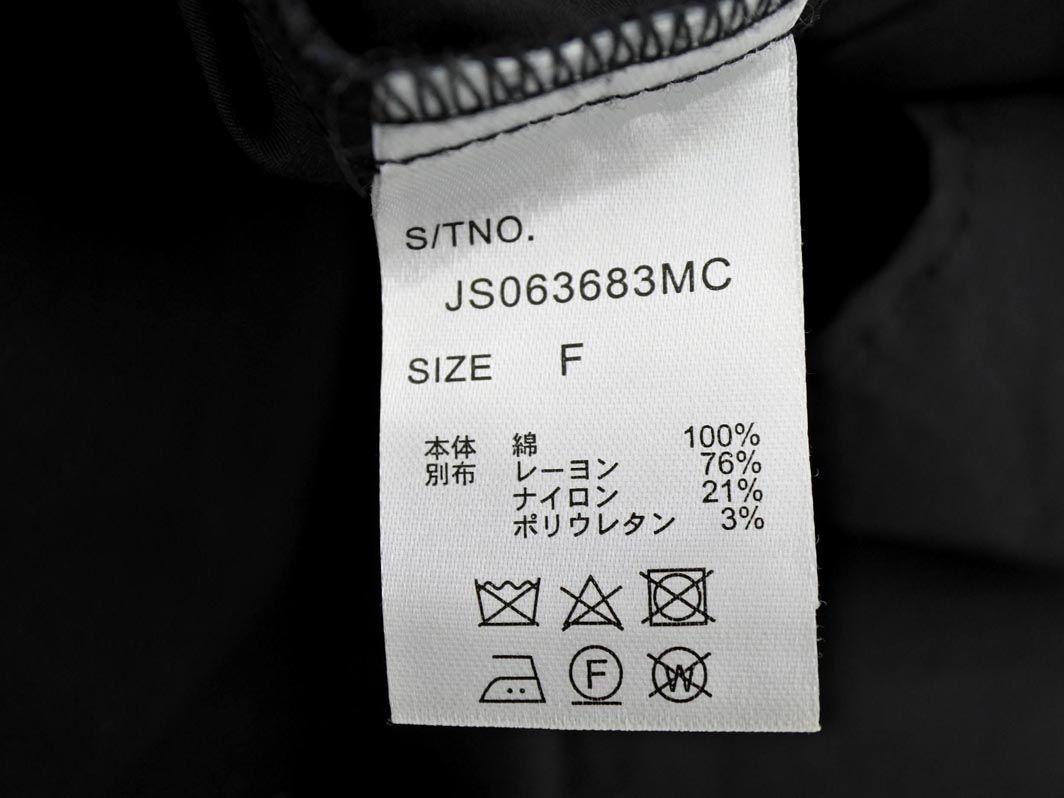 S/TNO.
JS063683MC
SIZE F
本体 綿 100%
別布 レーヨン 76%
ナイロン 21%
ポリウレタン 3%
F W